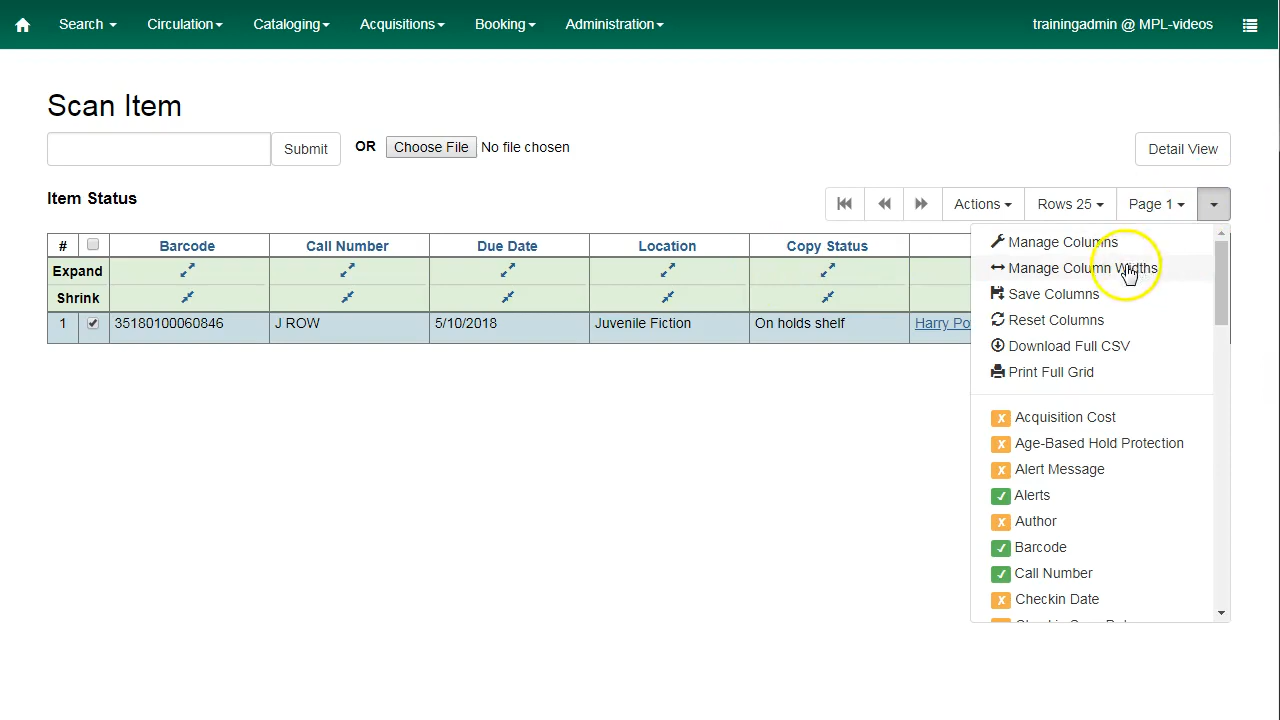 Search Circulation Cataloging Acquisitions Booking Administration trainingadmin @ MPL-videos
Scan Item
Submit OR Choose File No file chosen Detail View
Item Status Actions Rows 25 Page 1
# Barcode Call Number Due Date Location Copy Status
Expand
Shrink
1 35180100060846 J ROW 5/10/2018 Juvenile Fiction On holds shelf Harry Po
Manage Columns
Manage Column Widths
Save Columns
Reset Columns
Download Full CSV
Print Full Grid
Acquisition Cost
Age-Based Hold Protection
Alert Message
Alerts
Author
Barcode
Call Number
Checkin Date